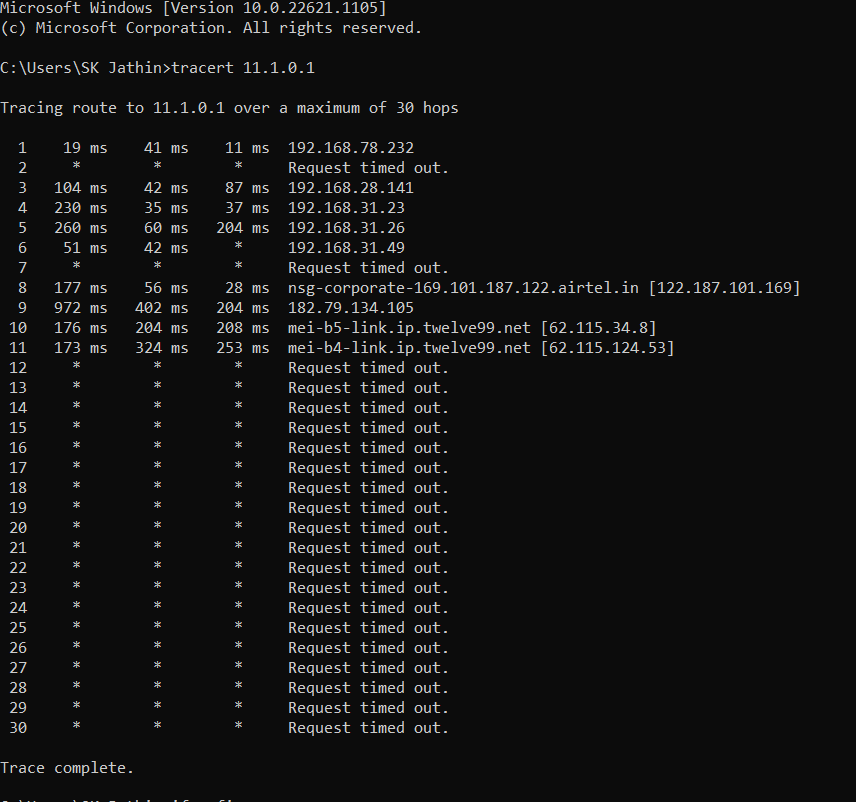 Microsoft Windows [Version 10.0.22621.1105]
(c) Microsoft Corporation. All rights reserved.
C:\Users\SK Jathin>tracert 11.1.0.1
Tracing route to 11.1.0.1 over a maximum of 30 hops
1 19 ms 41 ms 11 ms 192.168.78.232
2 * * * Request timed out.
3 104 ms 42 ms 87 ms 192.168.28.141
4 230 ms 35 ms 37 ms 192.168.31.23
5 260 ms 60 ms 204 ms 192.168.31.26
6 51 ms 42 ms * 192.168.31.49
7 * * * Request timed out.
8 177 ms 56 ms 28 ms nsg-corporate-169.101.187.122.airtel.in [122.187.101.169]
9 972 ms 402 ms 204 ms 182.79.134.105
10 176 ms 204 ms 208 ms mei-b5-link.ip.twelve99.net [62.115.34.8]
11 173 ms 324 ms 253 ms mei-b4-link.ip.twelve99.net [62.115.124.53]
12 * * * Request timed out.
13 * * * Request timed out.
14 * * * Request timed out.
15 * * * Request timed out.
16 * * * Request timed out.
17 * * * Request timed out.
18 * * * Request timed out.
19 * * * Request timed out.
20 * * * Request timed out.
21 * * * Request timed out.
22 * * * Request timed out.
23 * * * Request timed out.
24 * * * Request timed out.
25 * * * Request timed out.
26 * * * Request timed out.
27 * * * Request timed out.
28 * * * Request timed out.
29 * * * Request timed out.
30 * * * Request timed out.
Trace complete.